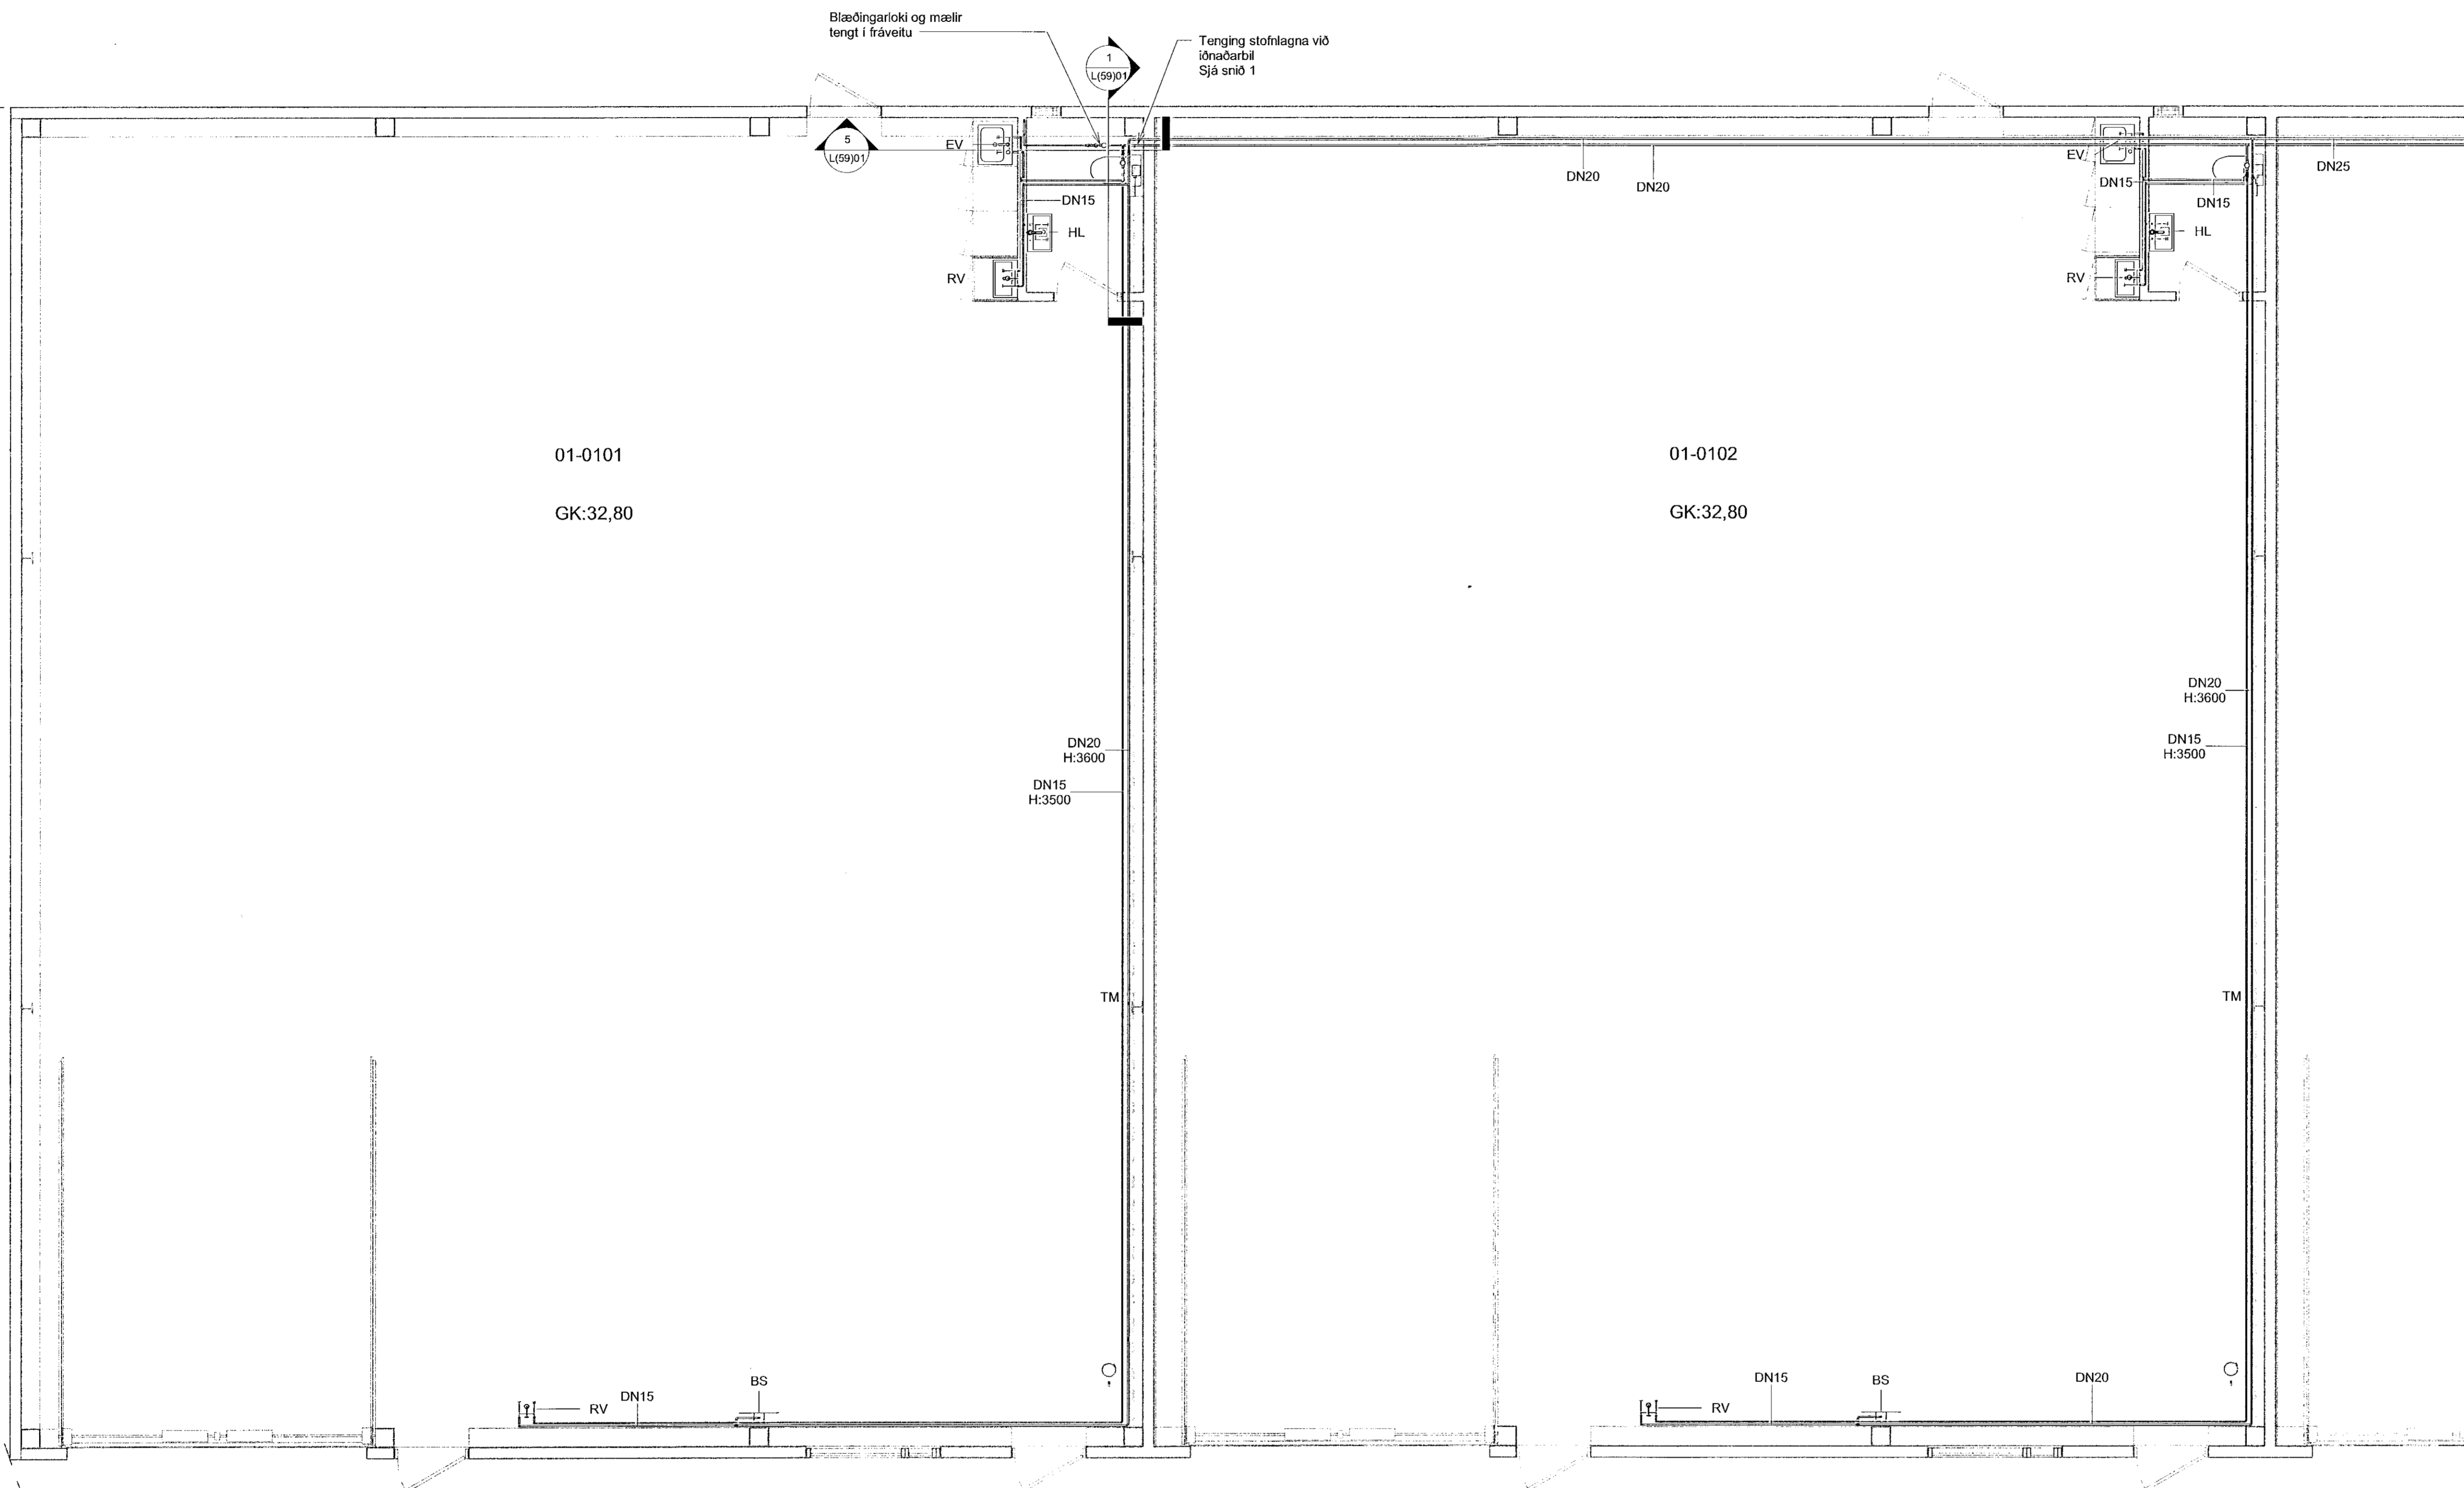 Blæðingarloki og mælir
tengt í fráveitu
1
L(59)01
Tenging stofnlagna við
iðnaðarbil
Sjá snið 1
5
L(59)01
EV
DN15
HL
RV
DN20
DN20
EV
DN15
DN15
HL
RV
DN25
01-0101
GK:32,80
01-0102
GK:32,80
DN20
H:3600
DN15
H:3500
DN20
H:3600
DN15
H:3500
TM
TM
RV
DN15
BS
RV
DN15
BS
DN20